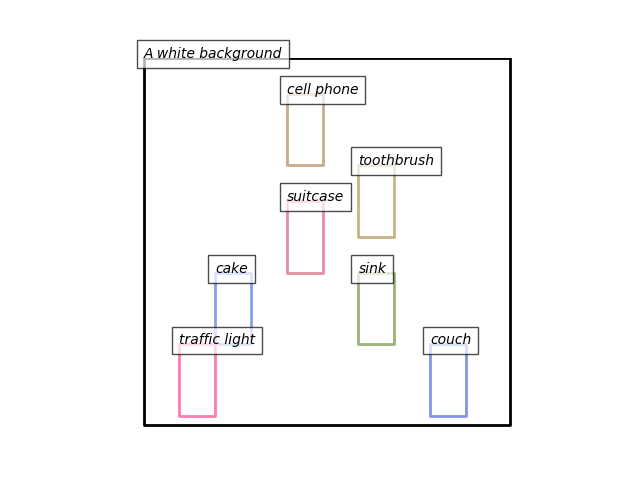 A white background
cell phone
toothbrush
suitcase
cake
sink
traffic light
couch